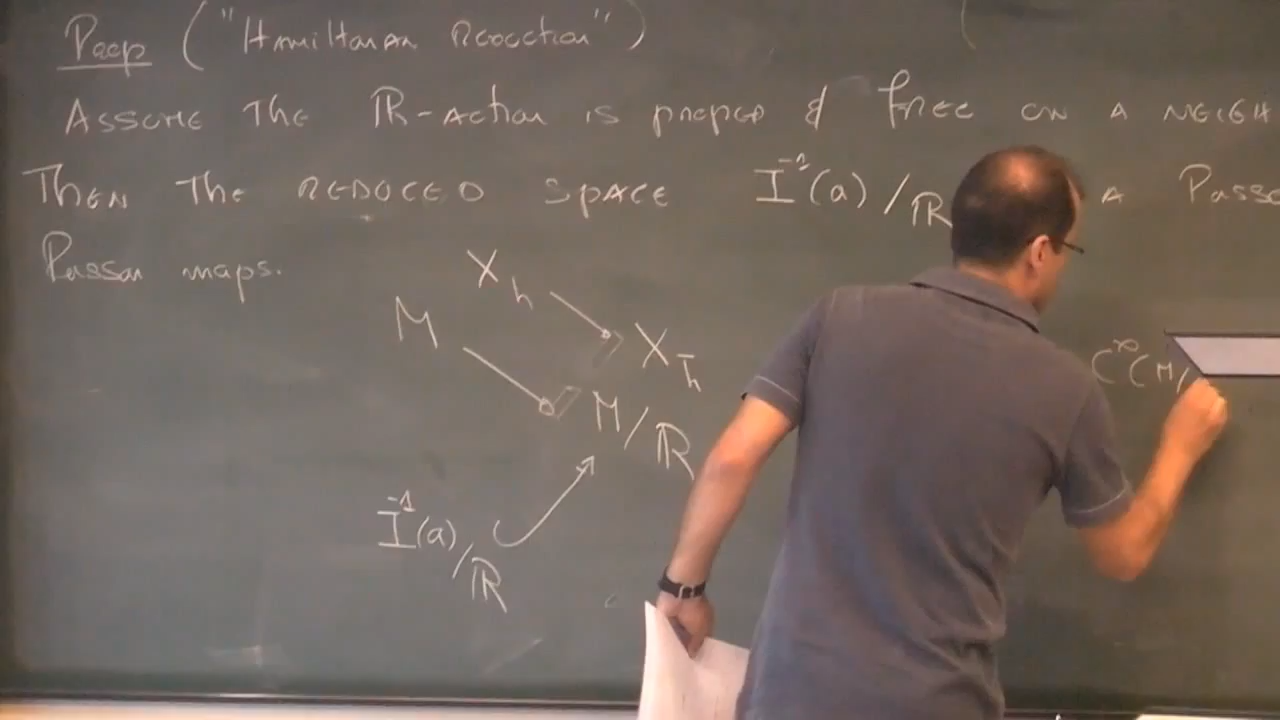 Prop ("Hamiltonian Reduction")
Assume the ℝ-action is proper & free on a neigh
Then the reduced space I⁻¹(a)/ℝ a Poisso
Poisson maps.
X_h
M
X_h̄
C^∞(M/
M/ℝ
I⁻¹(a)/ℝ